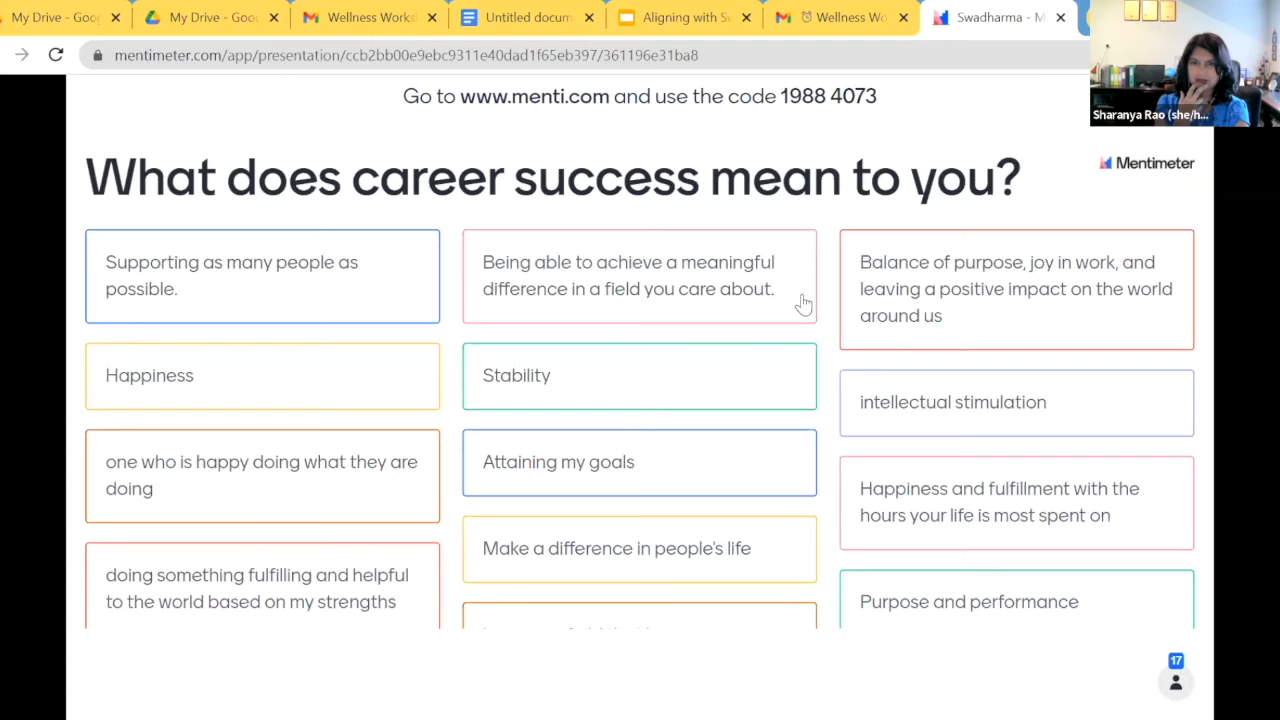 My Drive - Goog
My Drive - Goog
Wellness Works
Untitled docum
Aligning with Sw
Wellness Wo
Swadharma - M
mentimeter.com/app/presentation/ccb2bb00e9ebc9311e40dad1f65eb397/361196e31ba8
Sharanya Rao (she/h...
Go to www.menti.com and use the code 1988 4073
What does career success mean to you?
Mentimeter
Supporting as many people as
possible.
Happiness
one who is happy doing what they are
doing
doing something fulfilling and helpful
to the world based on my strengths
Being able to achieve a meaningful
difference in a field you care about.
Stability
Attaining my goals
Make a difference in people's life
Balance of purpose, joy in work, and
leaving a positive impact on the world
around us
intellectual stimulation
Happiness and fulfillment with the
hours your life is most spent on
Purpose and performance
17